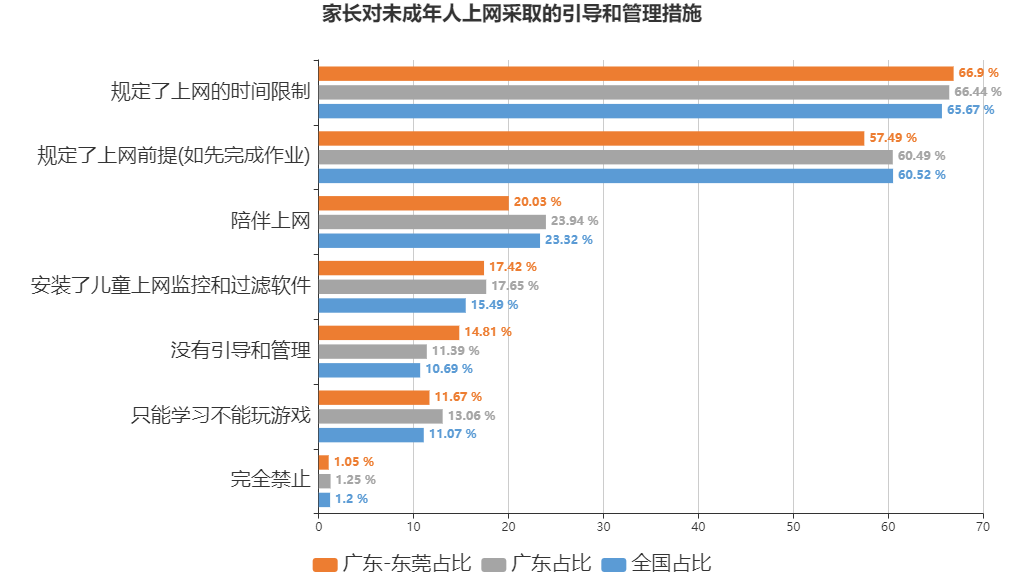 家长对未成年人上网采取的引导和管理措施
规定了上网的时间限制
66.9 %
66.44 %
65.67 %
规定了上网前提(如先完成作业)
57.49 %
60.49 %
60.52 %
陪伴上网
20.03 %
23.94 %
23.32 %
安装了儿童上网监控和过滤软件
17.42 %
17.65 %
15.49 %
没有引导和管理
14.81 %
11.39 %
10.69 %
只能学习不能玩游戏
11.67 %
13.06 %
11.07 %
完全禁止
1.05 %
1.25 %
1.2 %
0 10 20 30 40 50 60 70
广东-东莞占比 广东占比 全国占比